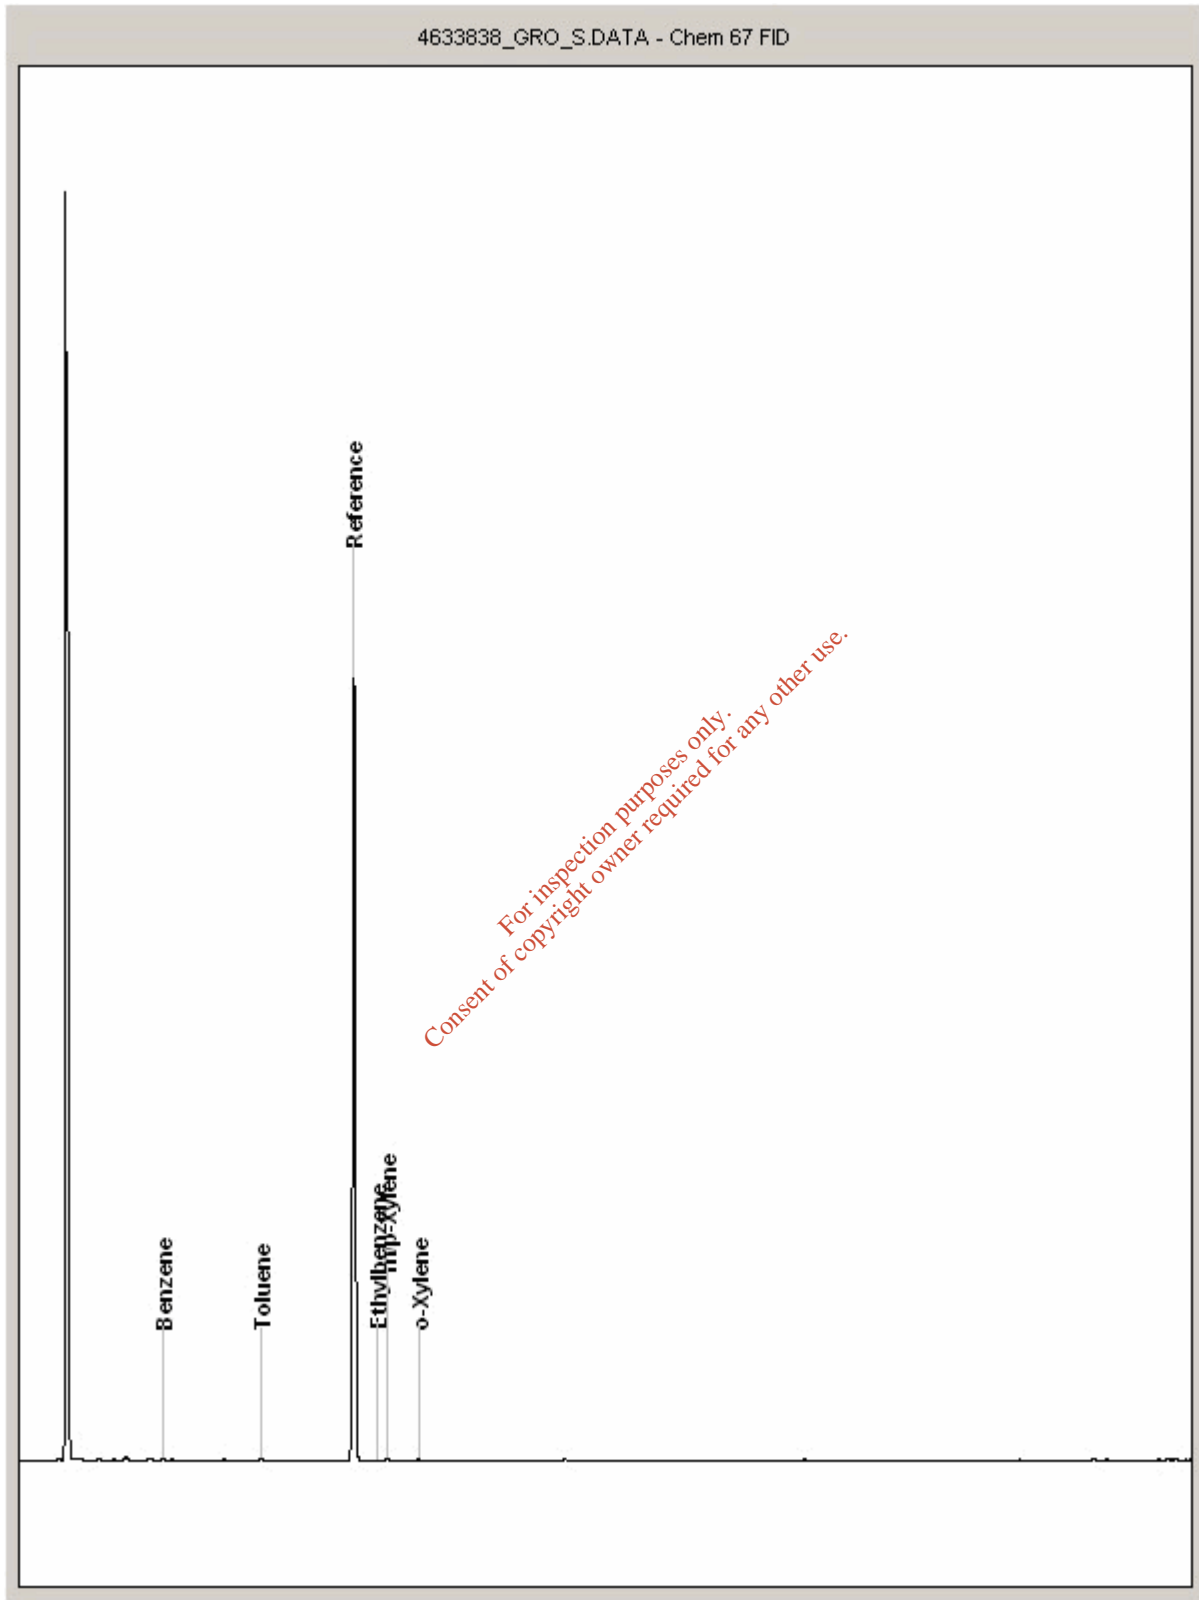 4633838_GRO_S.DATA - Chem 67 FID
Reference
For inspection purposes only.
Consent of copyright owner required for any other use.
Benzene
Toluene
Ethylbenzene
mp-Xylene
o-Xylene